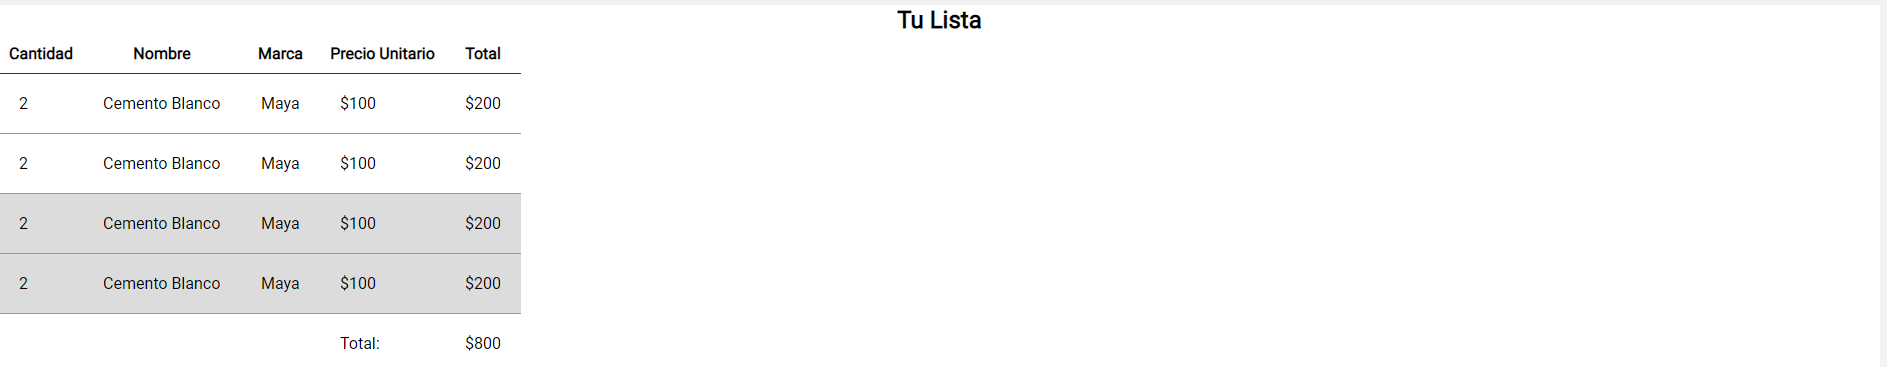 Tu Lista
Cantidad Nombre Marca Precio Unitario Total
2 Cemento Blanco Maya $100 $200
2 Cemento Blanco Maya $100 $200
2 Cemento Blanco Maya $100 $200
2 Cemento Blanco Maya $100 $200
Total: $800